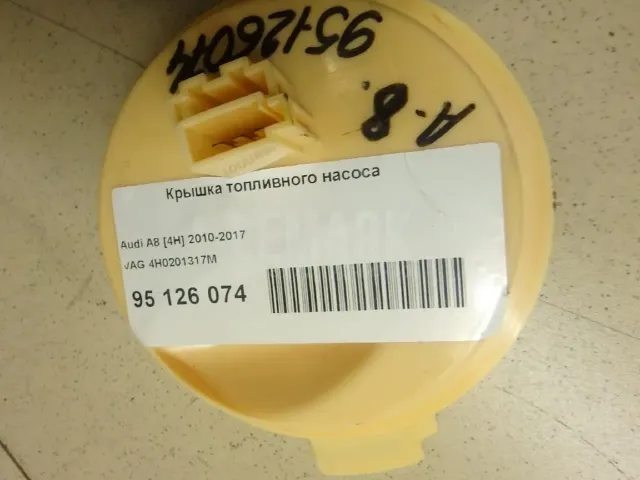 95126074
A-8.
Крышка топливного насоса
Audi A8 [4H] 2010-2017
VAG 4H0201317M
95 126 074